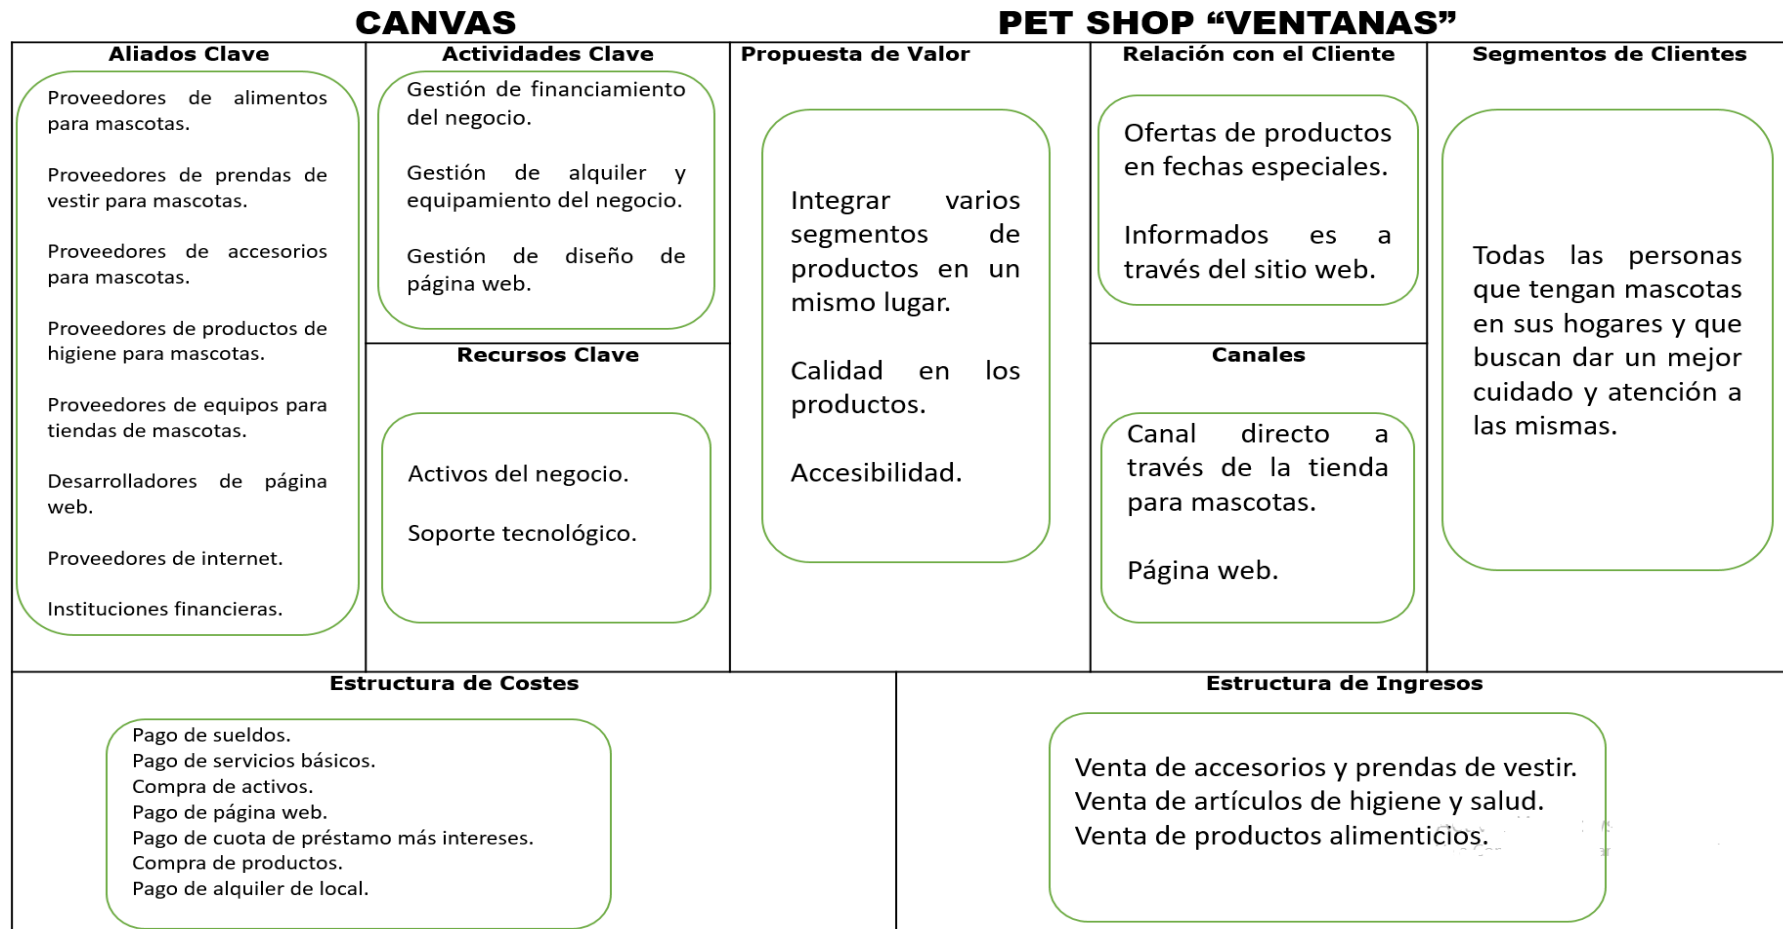 CANVAS
PET SHOP “VENTANAS”
Aliados Clave
Proveedores de alimentos
para mascotas.
Proveedores de prendas de
vestir para mascotas.
Proveedores de accesorios
para mascotas.
Proveedores de productos de
higiene para mascotas.
Proveedores de equipos para
tiendas de mascotas.
Desarrolladores de página
web.
Proveedores de internet.
Instituciones financieras.
Actividades Clave
Gestión de financiamiento
del negocio.
Gestión de alquiler y
equipamiento del negocio.
Gestión de diseño de
página web.
Recursos Clave
Activos del negocio.
Soporte tecnológico.
Propuesta de Valor
Integrar varios
segmentos de
productos en un
mismo lugar.
Calidad en los
productos.
Accesibilidad.
Relación con el Cliente
Ofertas de productos
en fechas especiales.
Informados es a
través del sitio web.
Canales
Canal directo a
través de la tienda
para mascotas.
Página web.
Segmentos de Clientes
Todas las personas
que tengan mascotas
en sus hogares y que
buscan dar un mejor
cuidado y atención a
las mismas.
Estructura de Costes
Pago de sueldos.
Pago de servicios básicos.
Compra de activos.
Pago de página web.
Pago de cuota de préstamo más intereses.
Compra de productos.
Pago de alquiler de local.
Estructura de Ingresos
Venta de accesorios y prendas de vestir.
Venta de artículos de higiene y salud.
Venta de productos alimenticios.